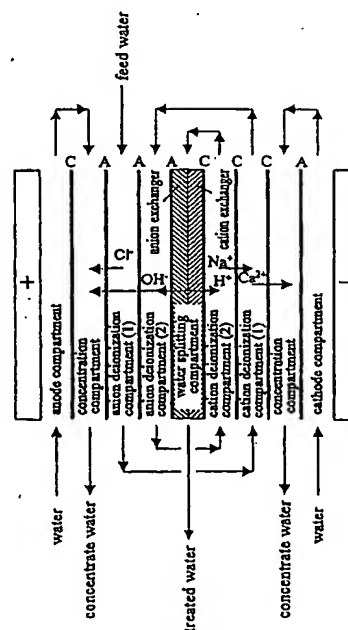 feed water
C A A A C C C A
+
anode compartment
concentration
compartment
Cl⁻
anion deionization
compartment (1)
anion exchanger
OH⁻
anion deionization
compartment (2)
water splitting
compartment
cation exchanger
Na⁺
H⁺
cation deionization
compartment (2)
Ca²⁺
cation deionization
compartment (1)
concentration
compartment
cathode compartment
water
concentrate water
treated water
concentrate water
water